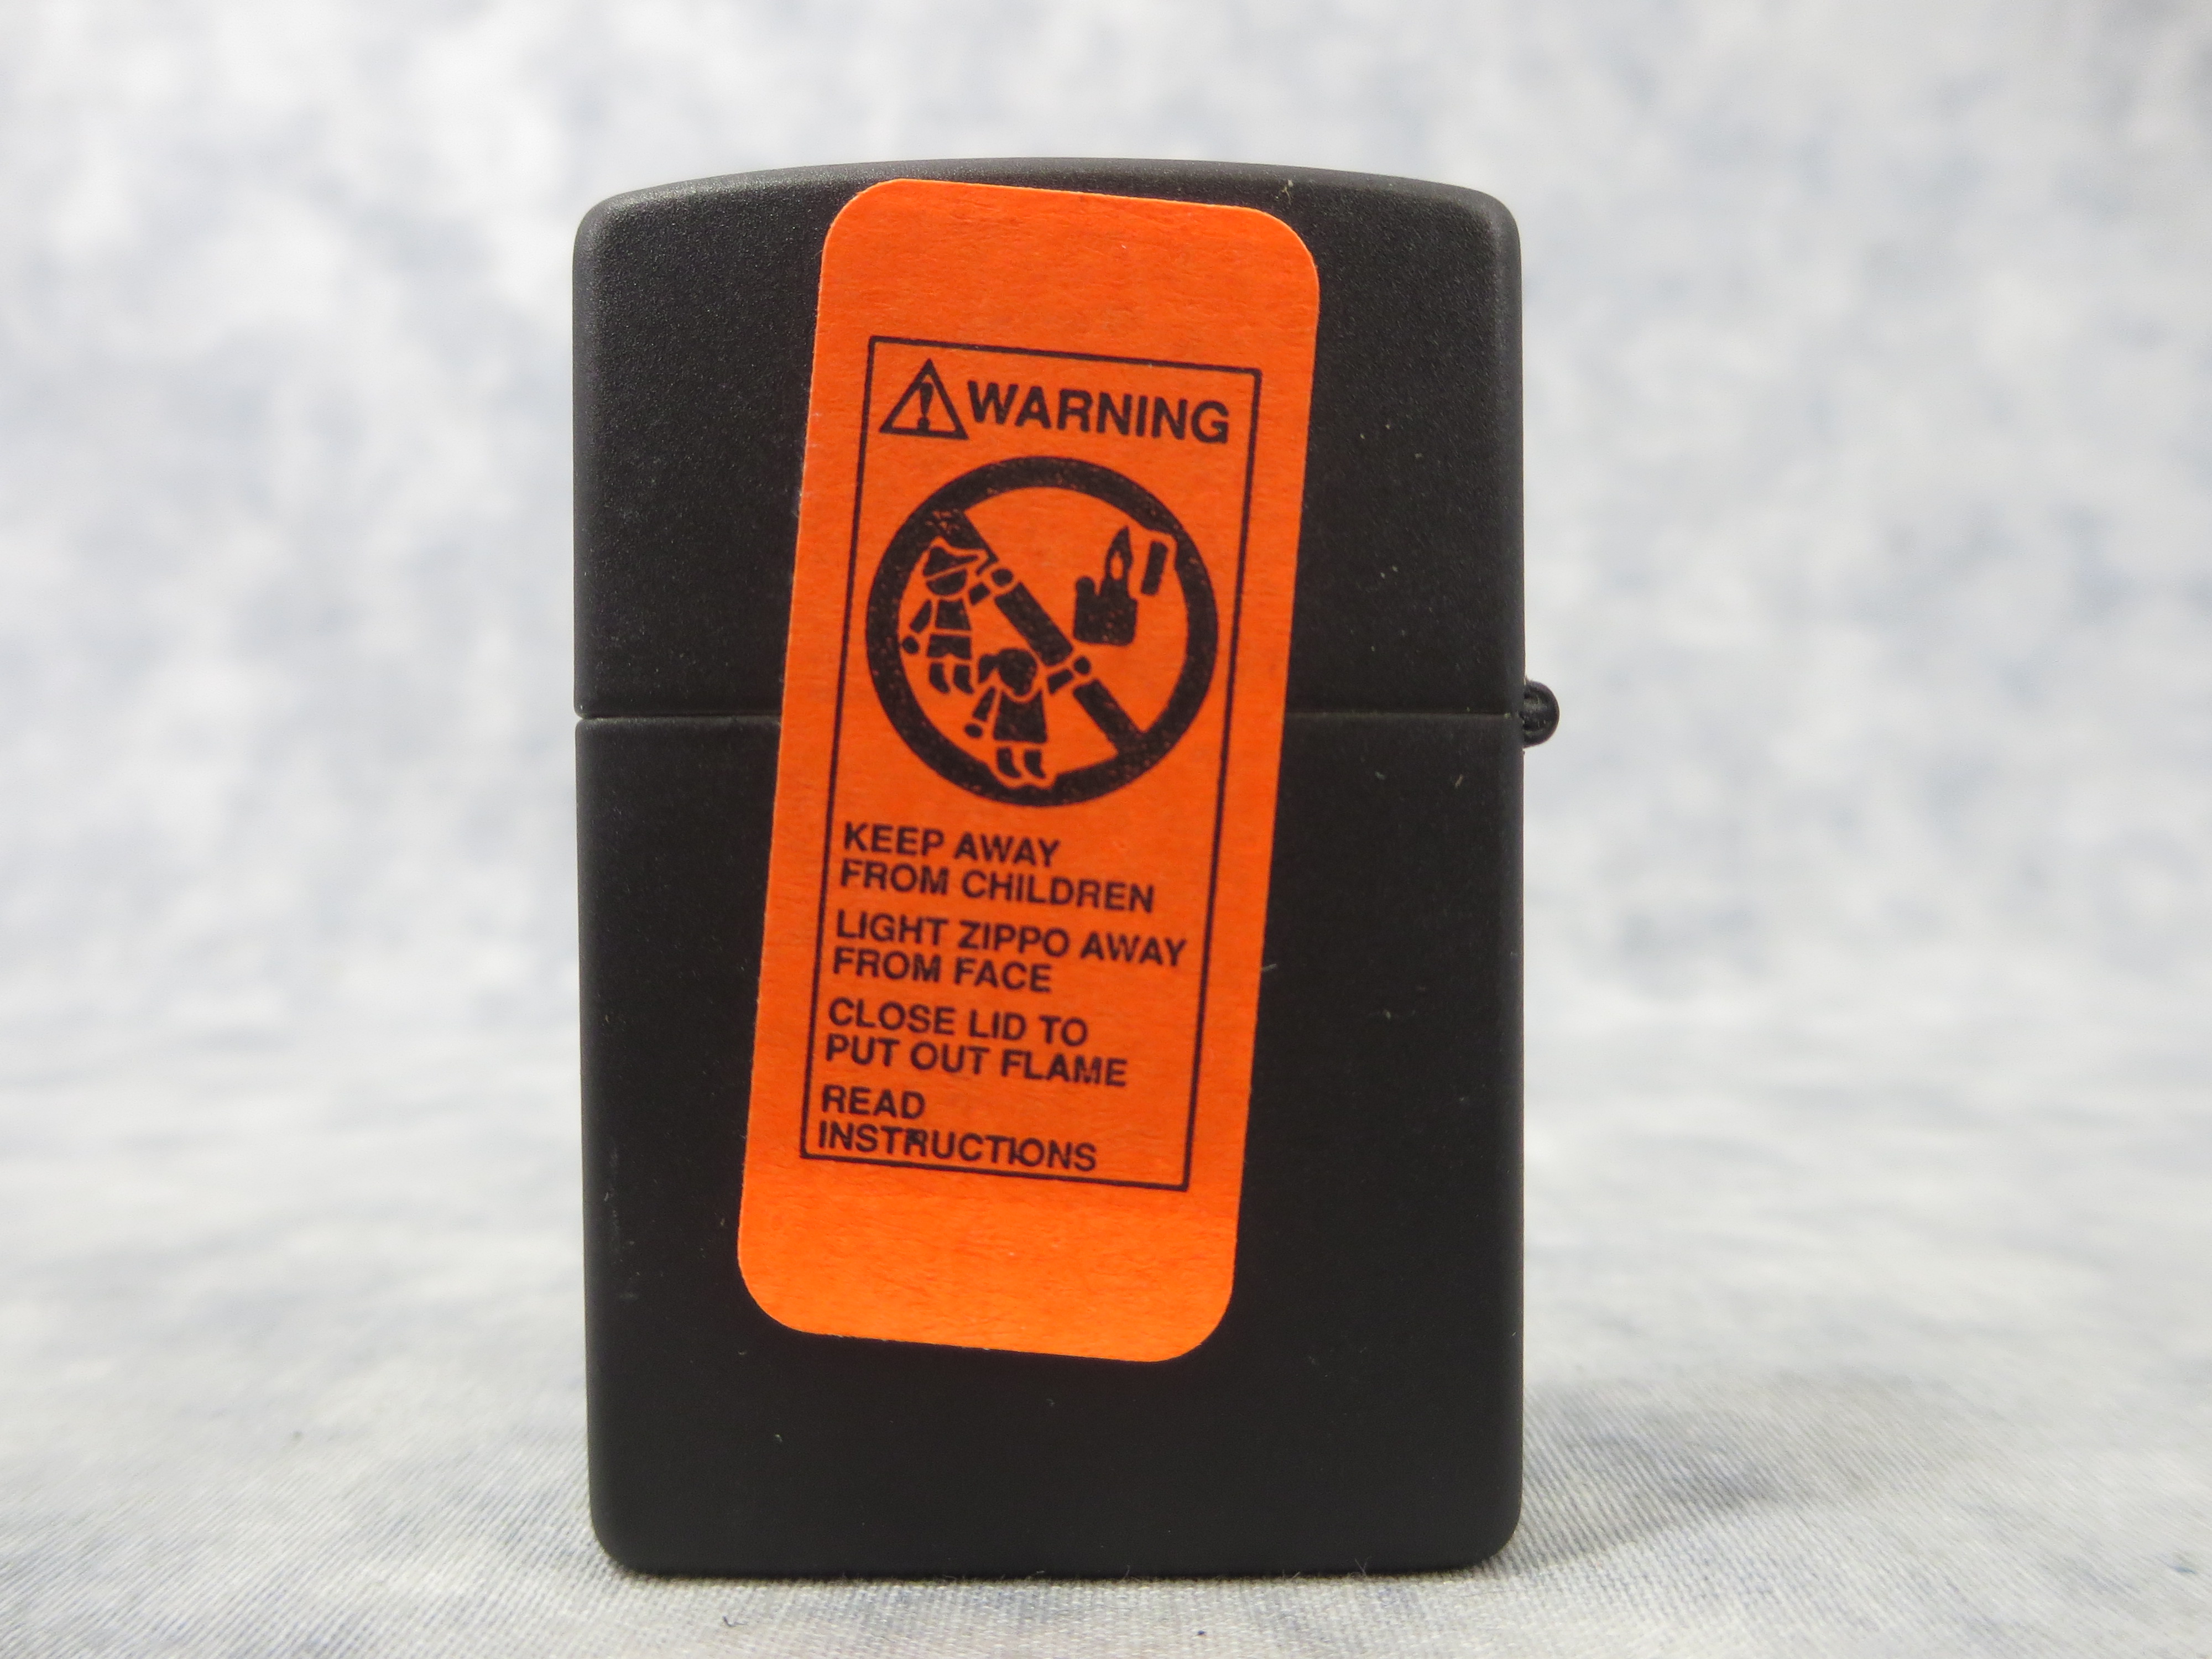 WARNING
KEEP AWAY
FROM CHILDREN
LIGHT ZIPPO AWAY
FROM FACE
CLOSE LID TO
PUT OUT FLAME
READ
INSTRUCTIONS